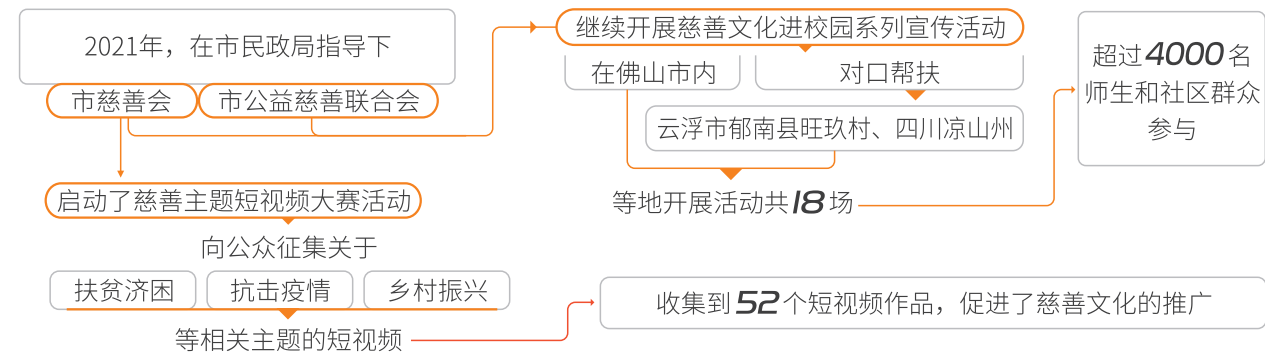 2021年，在市民政局指导下
市慈善会
市公益慈善联合会
继续开展慈善文化进校园系列宣传活动
在佛山市内
对口帮扶
云浮市郁南县旺玖村、四川凉山州
等地开展活动共18场
超过4000名
师生和社区群众
参与
启动了慈善主题短视频大赛活动
向公众征集关于
扶贫济困
抗击疫情
乡村振兴
等相关主题的短视频
收集到52个短视频作品，促进了慈善文化的推广